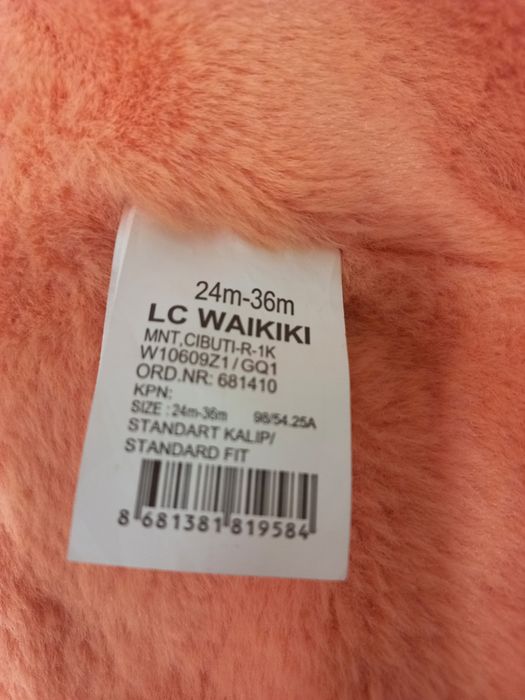 24m-36m
LC WAIKIKI
MNT,CIBUTI-R-1K
W10609Z1/GQ1
ORD.NR: 681410
KPN:
SIZE : 24m-36m 98/54.25A
STANDART KALIP/
STANDARD FIT
8 681381 819584